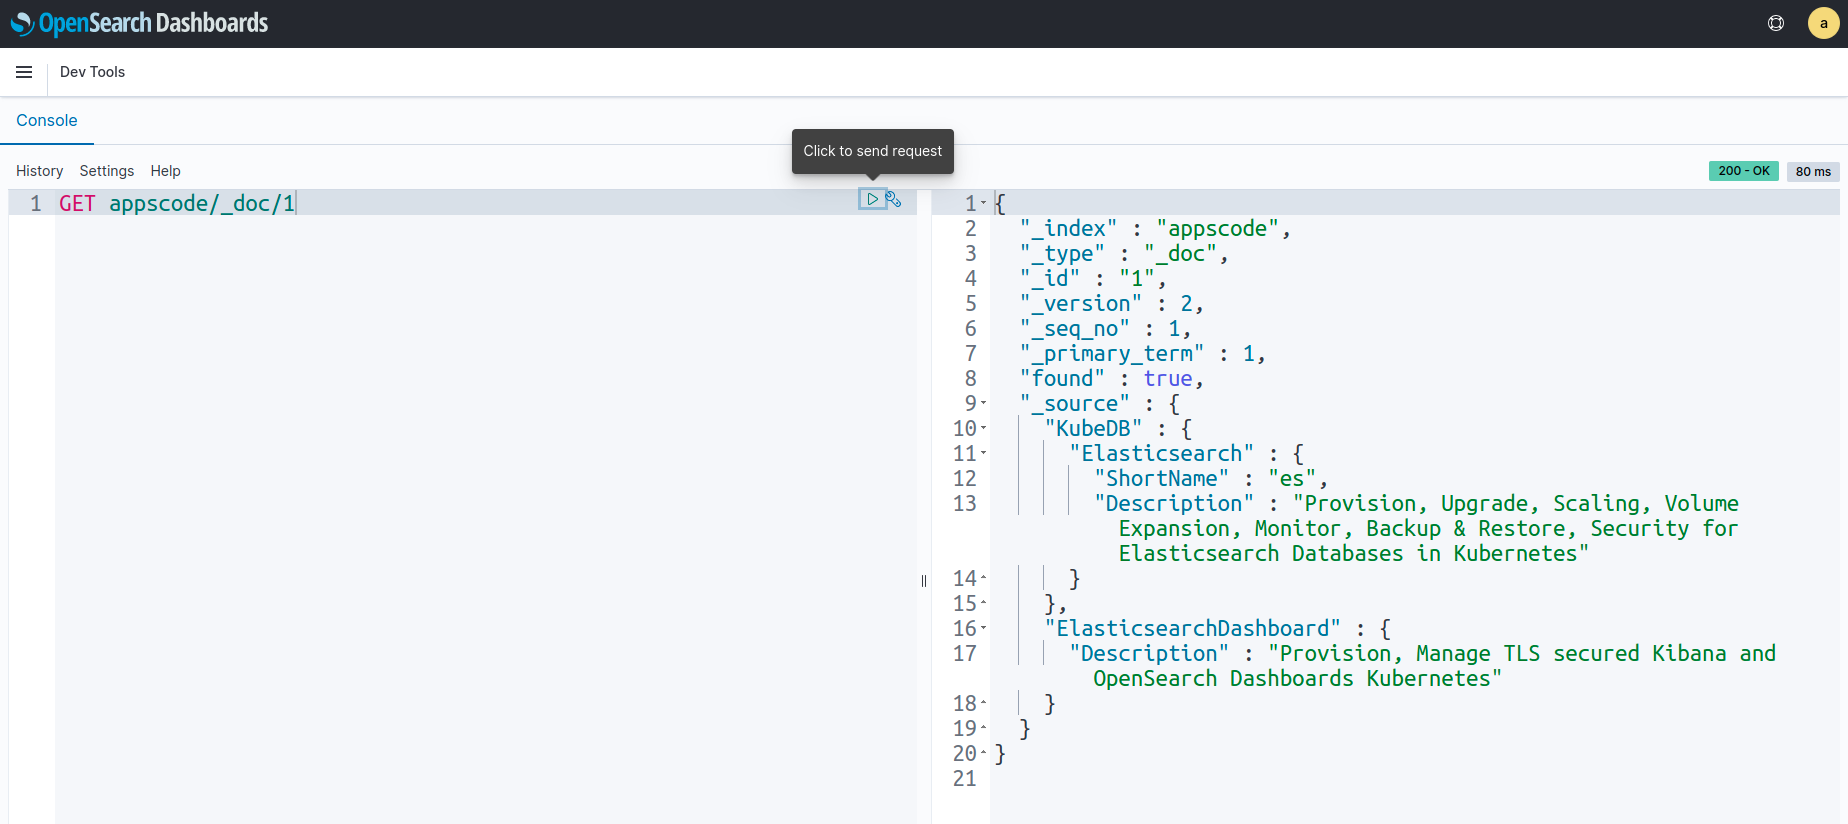 OpenSearch Dashboards
a
Dev Tools
Console
Click to send request
History Settings Help
200 - OK 80 ms
1 GET appscode/_doc/1
1 {
2 "_index" : "appscode",
3 "_type" : "_doc",
4 "_id" : "1",
5 "_version" : 2,
6 "_seq_no" : 1,
7 "_primary_term" : 1,
8 "found" : true,
9 "_source" : {
10 "KubeDB" : {
11 "Elasticsearch" : {
12 "ShortName" : "es",
13 "Description" : "Provision, Upgrade, Scaling, Volume
Expansion, Monitor, Backup & Restore, Security for
Elasticsearch Databases in Kubernetes"
14 }
15 },
16 "ElasticsearchDashboard" : {
17 "Description" : "Provision, Manage TLS secured Kibana and
OpenSearch Dashboards Kubernetes"
18 }
19 }
20 }
21